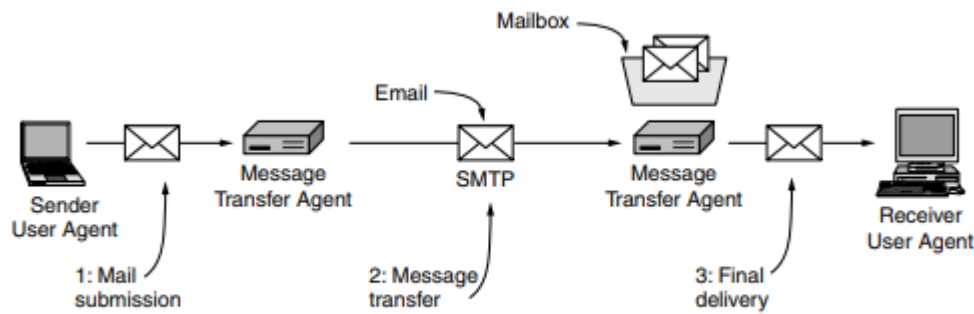 Mailbox
Email
SMTP
Sender
User Agent
Message
Transfer Agent
Message
Transfer Agent
Receiver
User Agent
1: Mail
submission
2: Message
transfer
3: Final
delivery